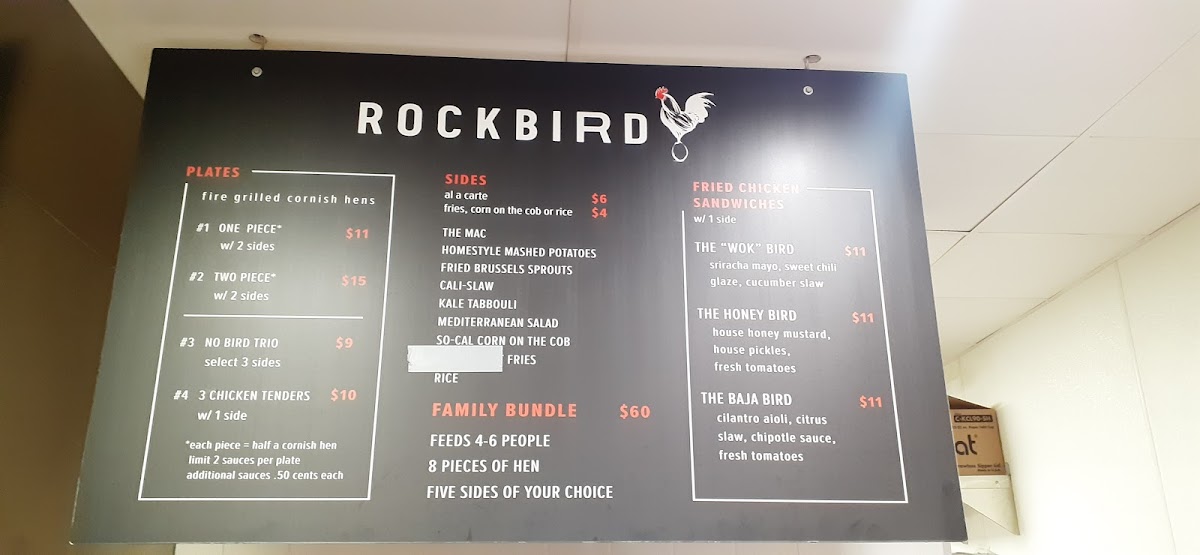 ROCKBIRD
PLATES
fire grilled cornish hens
#1 ONE PIECE* $11
w/ 2 sides
#2 TWO PIECE* $15
w/ 2 sides
#3 NO BIRD TRIO $9
select 3 sides
#4 3 CHICKEN TENDERS $10
w/ 1 side
*each piece = half a cornish hen
limit 2 sauces per plate
additional sauces .50 cents each
SIDES
al a carte $6
fries, corn on the cob or rice $4
THE MAC
HOMESTYLE MASHED POTATOES
FRIED BRUSSELS SPROUTS
CALI-SLAW
KALE TABBOULI
MEDITERRANEAN SALAD
SO-CAL CORN ON THE COB
FRIES
RICE
FAMILY BUNDLE $60
FEEDS 4-6 PEOPLE
8 PIECES OF HEN
FIVE SIDES OF YOUR CHOICE
FRIED CHICKEN
SANDWICHES
w/ 1 side
THE "WOK" BIRD $11
sriracha mayo, sweet chili
glaze, cucumber slaw
THE HONEY BIRD $11
house honey mustard,
house pickles,
fresh tomatoes
THE BAJA BIRD $11
cilantro aioli, citrus
slaw, chipotle sauce,
fresh tomatoes
at